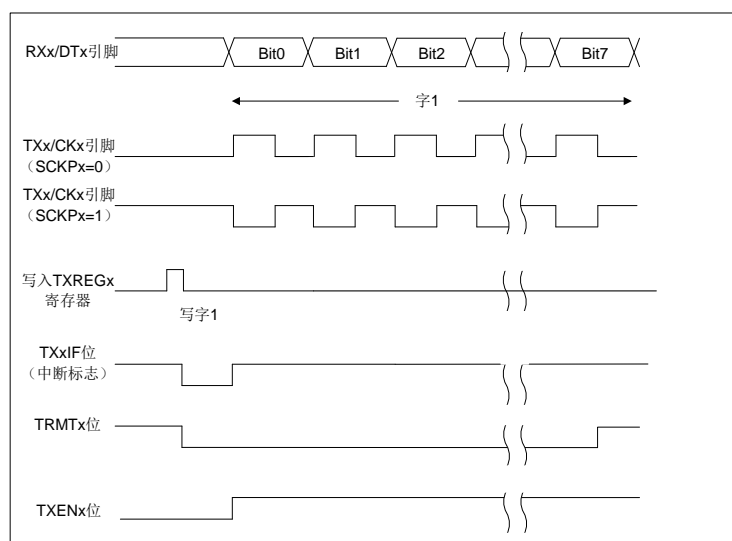 RXx/DTx引脚
Bit0 Bit1 Bit2 Bit7
字1
TXx/CKx引脚
（SCKPx=0）
TXx/CKx引脚
（SCKPx=1）
写入TXREGx
寄存器
写字1
TXxIF位
（中断标志）
TRMTx位
TXENx位